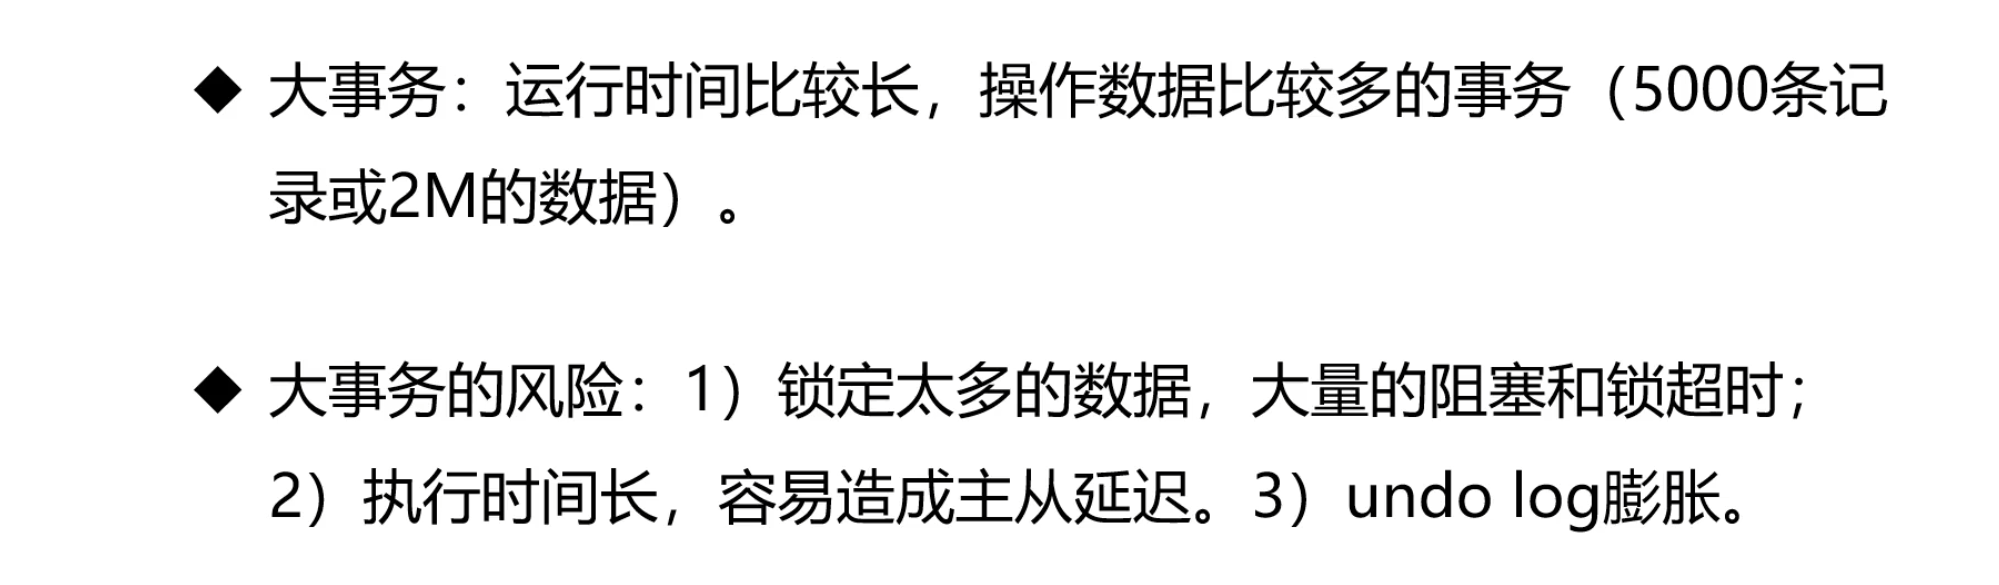 ◆ 大事务：运行时间比较长，操作数据比较多的事务（5000条记
录或2M的数据）。
◆ 大事务的风险：1）锁定太多的数据，大量的阻塞和锁超时；
2）执行时间长，容易造成主从延迟。3）undo log膨胀。